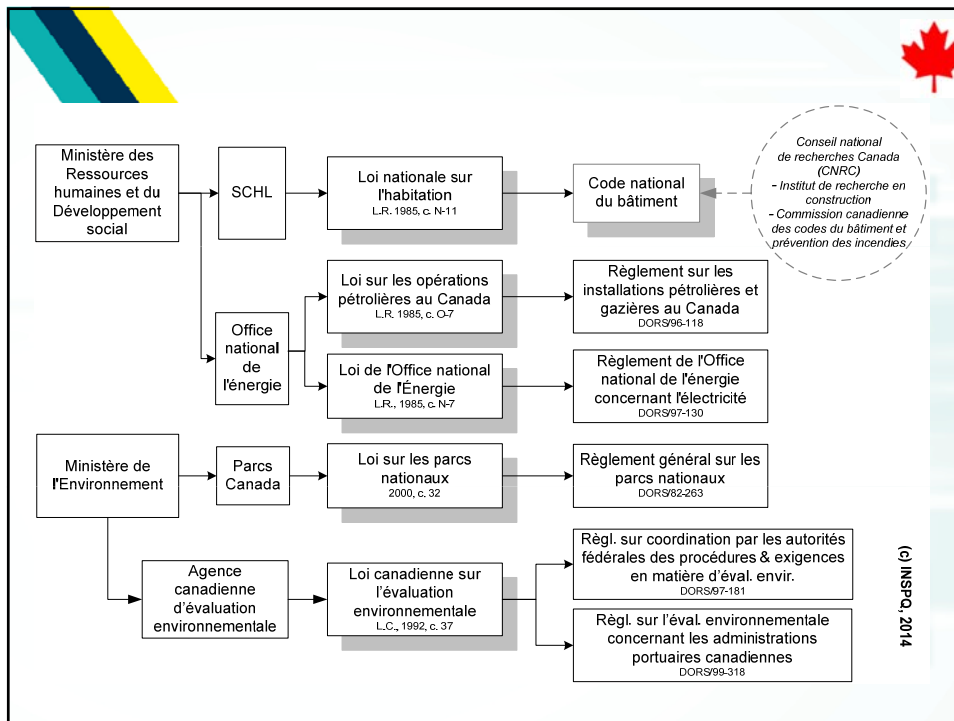 Ministère des
Ressources
humaines et du
Développement
social
SCHL
Loi nationale sur
l'habitation
L.R. 1985, c. N-11
Code national
du bâtiment
Conseil national
de recherches Canada
(CNRC)
- Institut de recherche en
construction
- Commission canadienne
des codes du bâtiment et
prévention des incendies
Office
national
de
l'énergie
Loi sur les opérations
pétrolières au Canada
L.R. 1985, c. O-7
Règlement sur les
installations pétrolières et
gazières au Canada
DORS/96-118
Loi de l'Office national
de l'Énergie
L.R., 1985, c. N-7
Règlement de l'Office
national de l'énergie
concernant l'électricité
DORS/97-130
Ministère de
l'Environnement
Parcs
Canada
Loi sur les parcs
nationaux
2000, c. 32
Règlement général sur les
parcs nationaux
DORS/82-263
Agence
canadienne
d'évaluation
environnementale
Loi canadienne sur
l'évaluation
environnementale
L.C., 1992, c. 37
Règl. sur coordination par les autorités
fédérales des procédures & exigences
en matière d'éval. envir.
DORS/97-181
Règl. sur l'éval. environnementale
concernant les administrations
portuaires canadiennes
DORS/99-318
(c) INSPQ, 2014